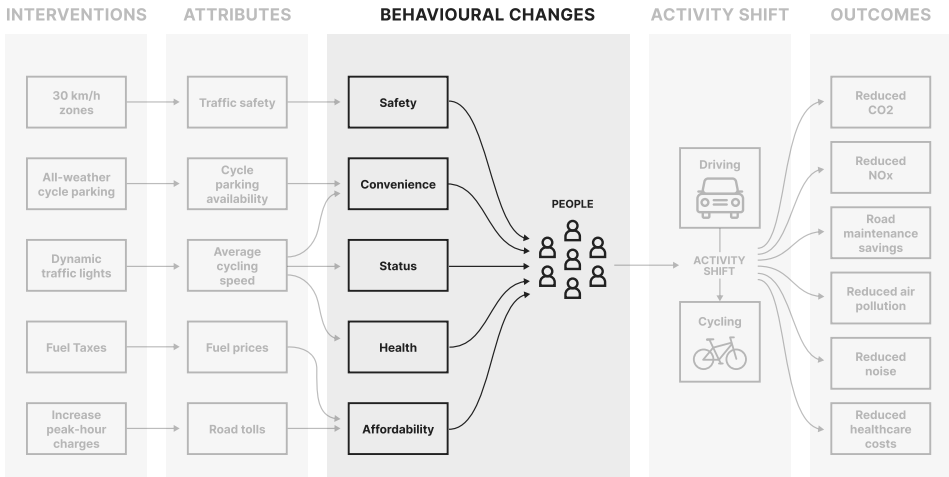 INTERVENTIONS
ATTRIBUTES
BEHAVIOURAL CHANGES
ACTIVITY SHIFT
OUTCOMES
30 km/h
zones
All-weather
cycle parking
Dynamic
traffic lights
Fuel Taxes
Increase
peak-hour
charges
Traffic safety
Cycle
parking
availability
Average
cycling
speed
Fuel prices
Road tolls
Safety
Convenience
Status
Health
Affordability
PEOPLE
Driving
ACTIVITY
SHIFT
Cycling
Reduced
CO2
Reduced
NOx
Road
maintenance
savings
Reduced air
pollution
Reduced
noise
Reduced
healthcare
costs